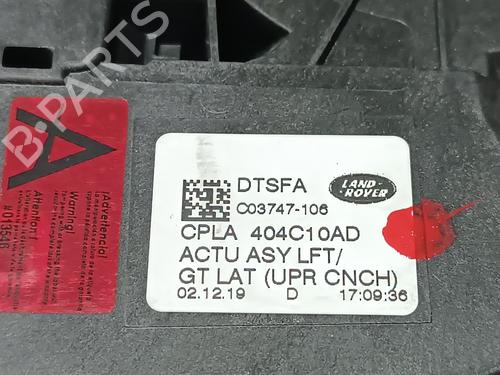 B-PARTS
A
¡Advertencia!
Warning!
Attention!
#013546
DTSFA
LAND ROVER
C03747-106
CPLA 404C10AD
ACTU ASY LFT/
GT LAT (UPR CNCH)
02.12.19 D 17:09:36